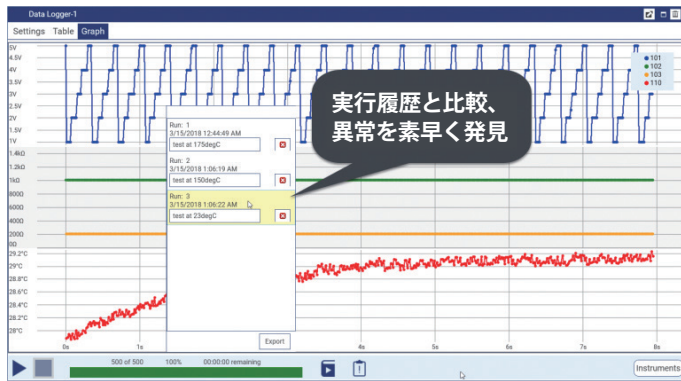 Data Logger-1
Settings Table Graph
5V
4.5V
4V
3.5V
3V
2.5V
2V
1.5V
1V
1.4kΩ
1.2kΩ
1kΩ
800Ω
600Ω
400Ω
200Ω
0Ω
29.2°C
29°C
28.8°C
28.6°C
28.4°C
28.2°C
28°C
101
102
103
110
実行履歴と比較、
異常を素早く発見
Run: 1
3/15/2018 12:44:49 AM
test at 175degC
Run: 2
3/15/2018 1:06:19 AM
test at 150degC
Run: 3
3/15/2018 1:06:22 AM
test at 23degC
Export
0s 1s 4s 5s 6s 7s 8s
500 of 500 100% 00:00:00 remaining
Instruments